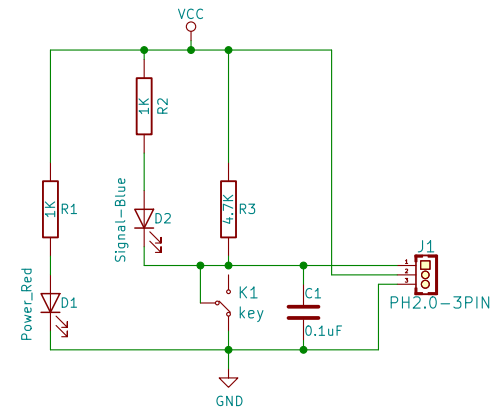 VCC
1K
R2
Signal-Blue
D2
1K
R1
4.7K
R3
J1
1
2
3
PH2.0-3PIN
Power_Red
D1
K1
key
C1
0.1uF
GND